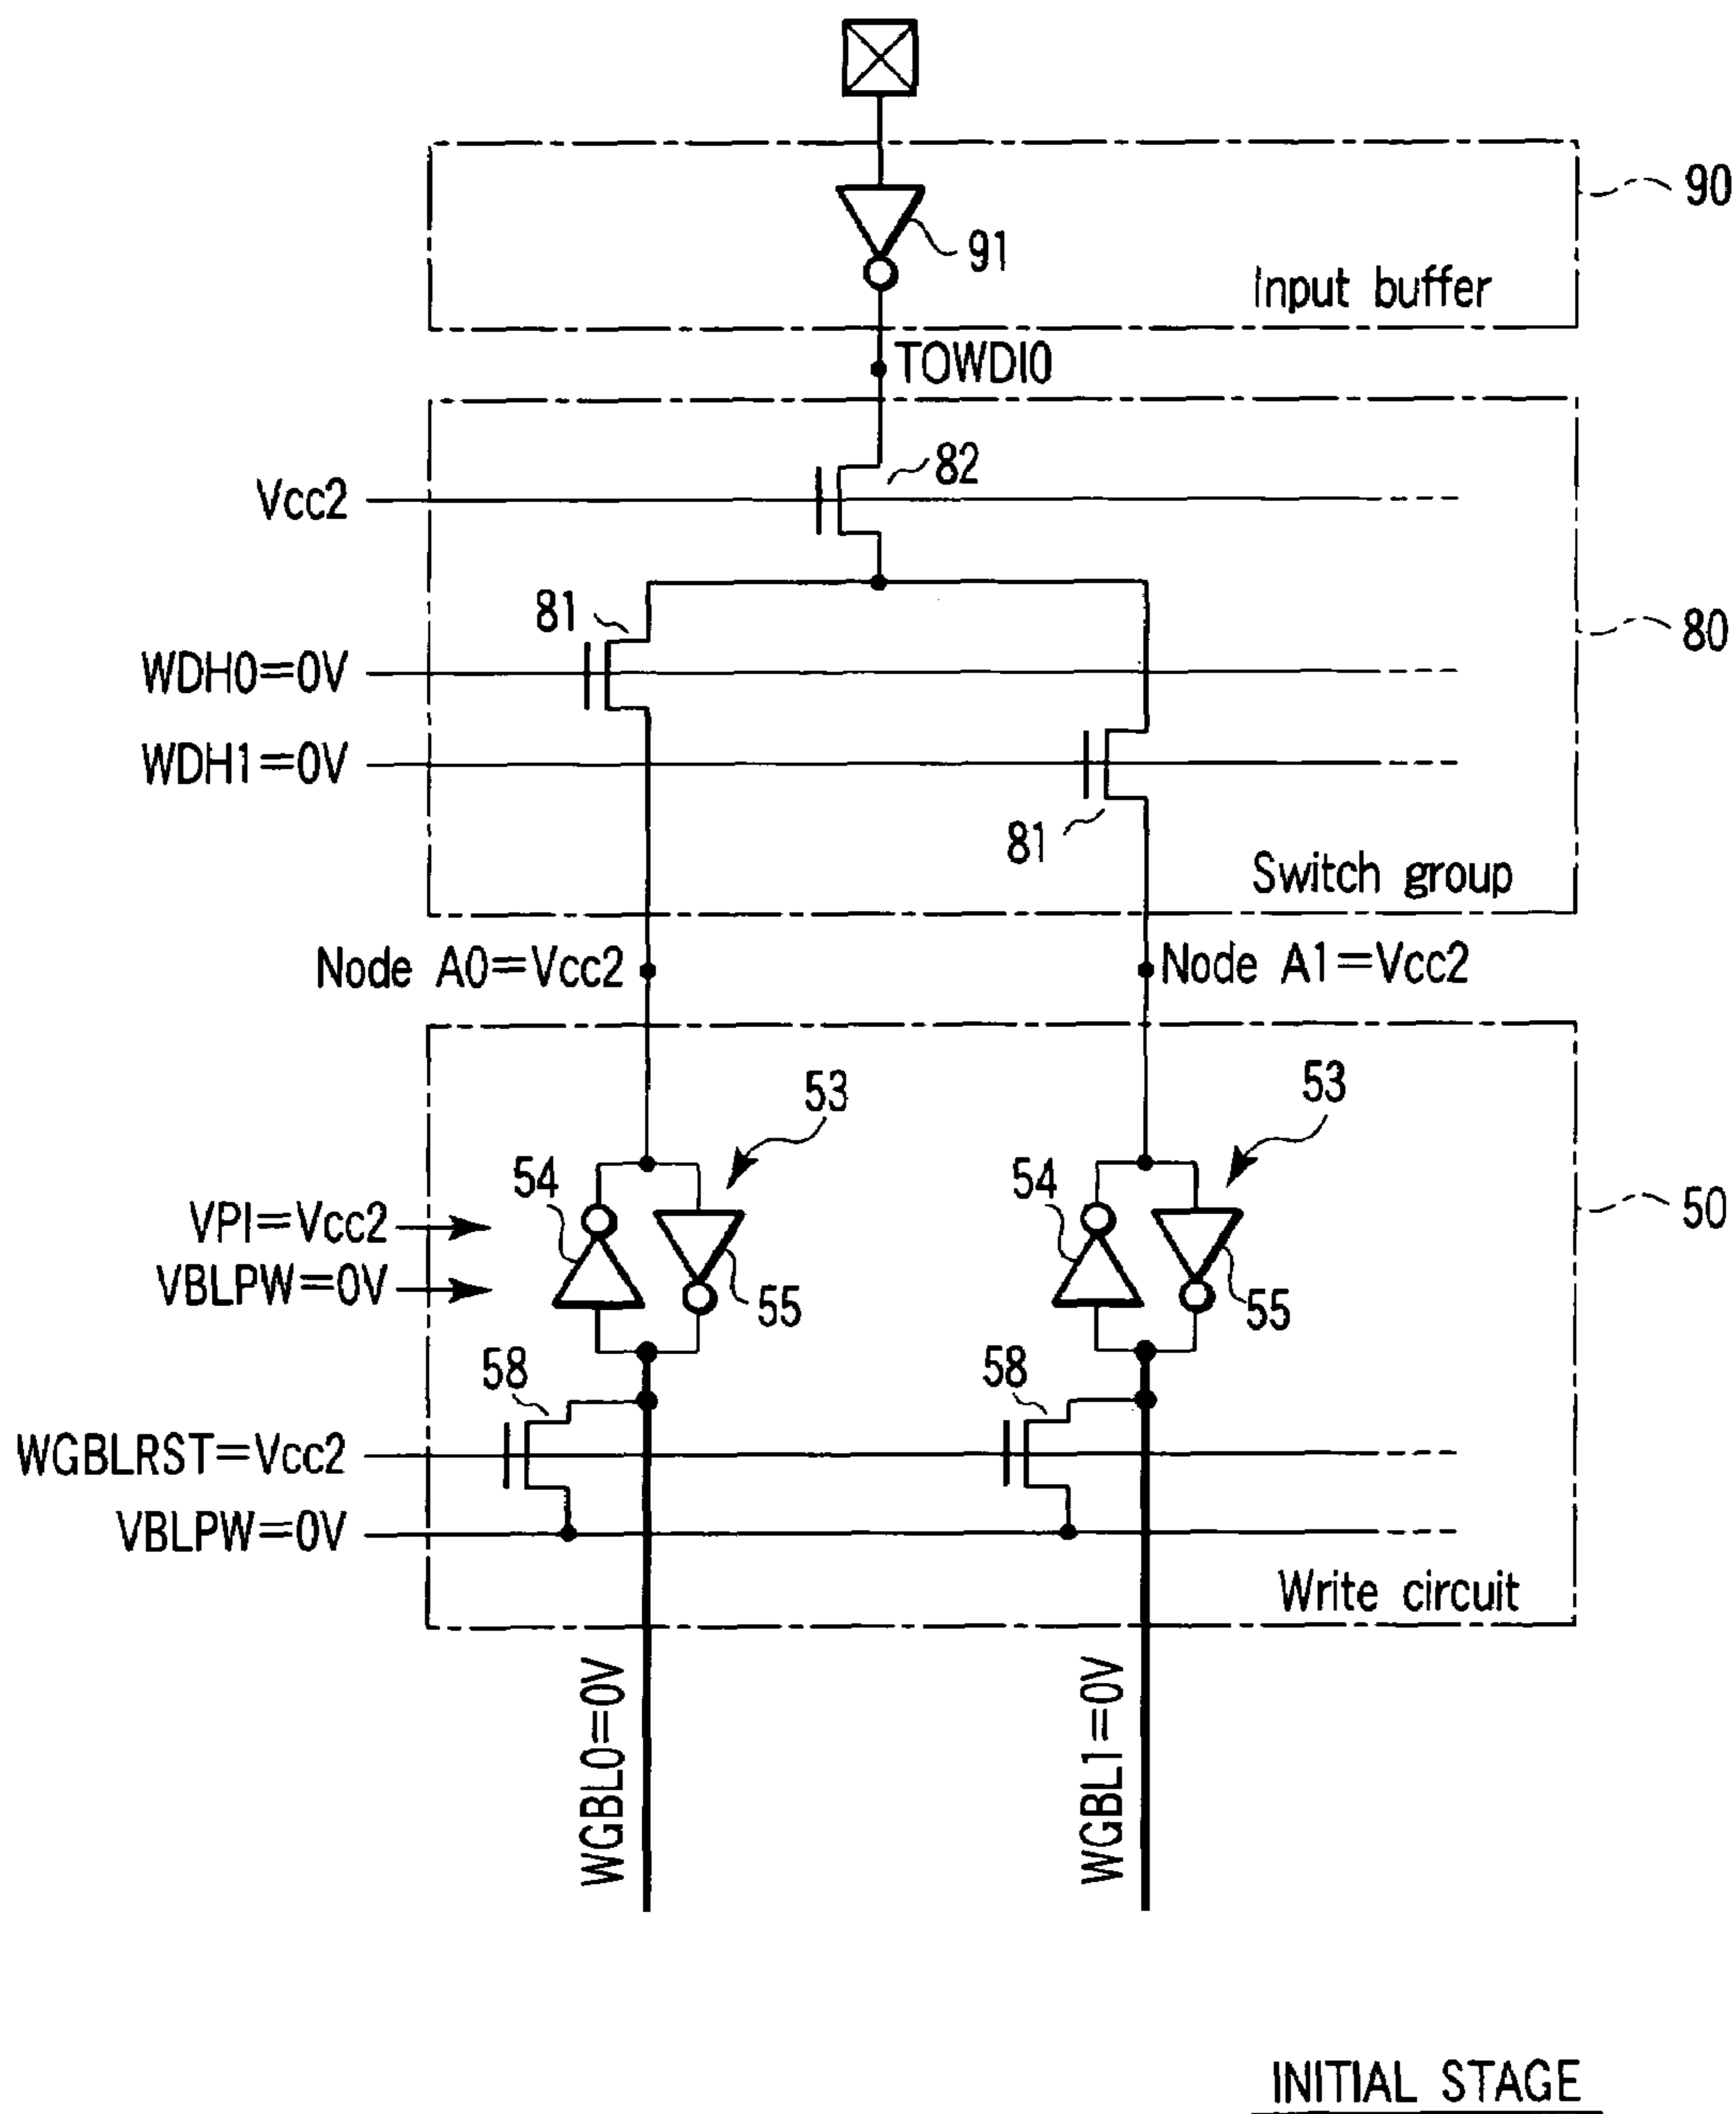 90
91
Input buffer
TOWDI0
82
Vcc2
81
80
WDH0=0V
WDH1=0V
81
Switch group
Node A0=Vcc2
Node A1=Vcc2
53
53
54
54
50
VPI=Vcc2
VBLPW=0V
55
55
58
58
WGBLRST=Vcc2
VBLPW=0V
Write circuit
WGBL0=0V
WGBL1=0V
INITIAL STAGE